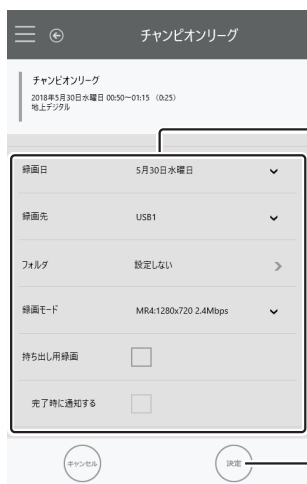 チャンピオンリーグ
チャンピオンリーグ
2018年5月30日水曜日 00:50～01:15 （0:25）
地上デジタル
録画日 5月30日水曜日
録画先 USB1
フォルダ 設定しない
録画モード MR4:1280x720 2.4Mbps
持ち出し用録画
完了時に通知する
キャンセル 決定